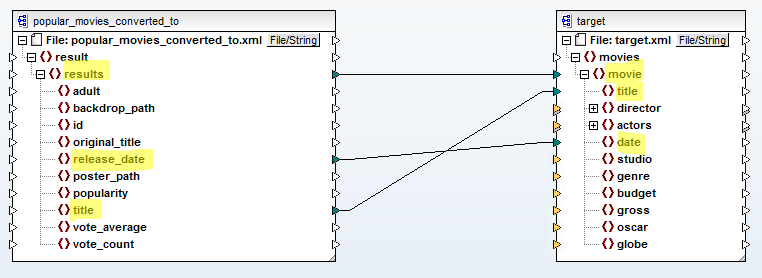 popular_movies_converted_to
File: popular_movies_converted_to.xml File/String
result
results
adult
backdrop_path
id
original_title
release_date
poster_path
popularity
title
vote_average
vote_count
target
File: target.xml File/String
movies
movie
title
director
actors
date
studio
genre
budget
gross
oscar
globe